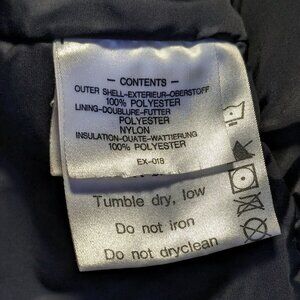 — CONTENTS —
OUTER SHELL-EXTERIEUR-OBERSTOFF
100% POLYESTER
LINING-DOUBLURE-FUTTER
POLYESTER
NYLON
INSULATION-OUATE-WATTIERUNG
100% POLYESTER
EX-018
Tumble dry, low
Do not iron
Do not dryclean